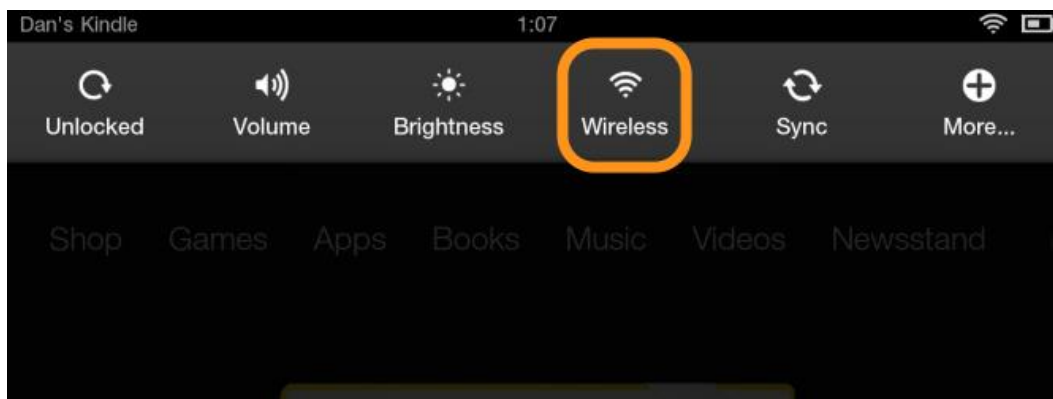 Dan's Kindle 1:07
Unlocked Volume Brightness Wireless Sync More...
Shop Games Apps Books Music Videos Newsstand